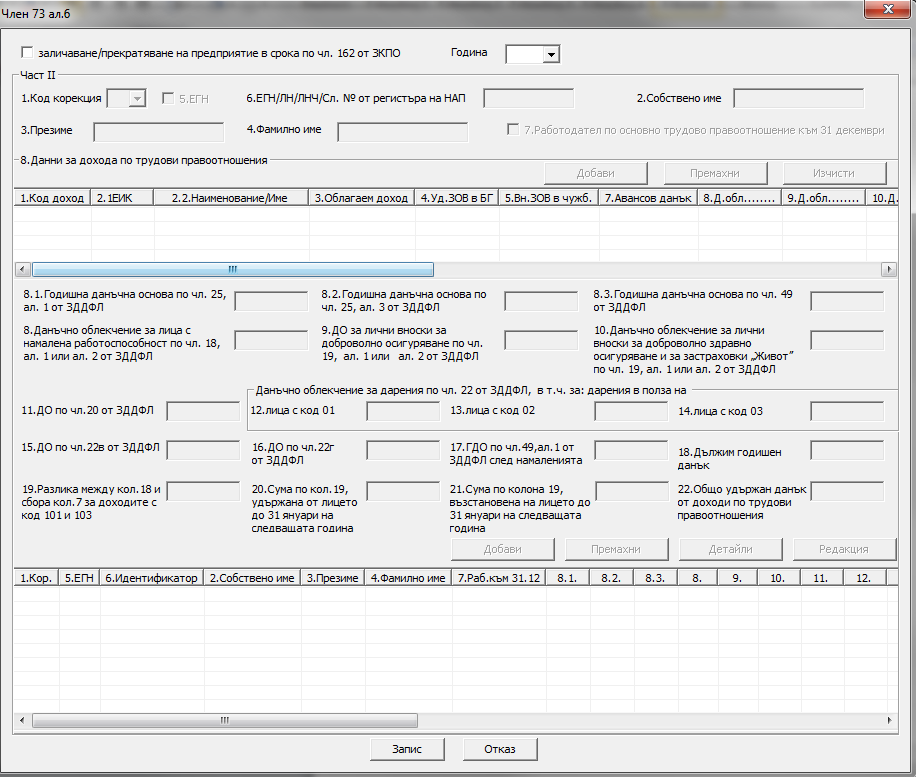 Член 73 ал.6
заличаване/прекратяване на предприятие в срока по чл. 162 от ЗКПО
Година
Част II
1.Код корекция
5.ЕГН
6.ЕГН/ЛН/ЛНЧ/Сл. № от регистъра на НАП
2.Собствено име
3.Презиме
4.Фамилно име
7.Работодател по основно трудово правоотношение към 31 декември
8.Данни за дохода по трудови правоотношения
Добави
Премахни
Изчисти
1.Код доход
2.1ЕИК
2.2.Наименование/Име
3.Облагаем доход
4.Уд.ЗОВ в БГ
5.Вн.ЗОВ в чужб.
7.Авансов данък
8.Д.обл........
9.Д.обл........
10.Д.
8.1.Годишна данъчна основа по чл. 25,
ал. 1 от ЗДДФЛ
8.2.Годишна данъчна основа по
чл. 25, ал. 3 от ЗДДФЛ
8.3.Годишна данъчна основа по чл. 49
от ЗДДФЛ
8.Данъчно облекчение за лица с
намалена работоспособност по чл. 18,
ал. 1 или ал. 2 от ЗДДФЛ
9.ДО за лични вноски за
доброволно осигуряване по чл.
19, ал. 1 или ал. 2 от ЗДДФЛ
10.Данъчно облекчение за лични
вноски за доброволно здравно
осигуряване и за застраховки „Живот”
по чл. 19, ал. 1 или ал. 2 от ЗДДФЛ
Данъчно облекчение за дарения по чл. 22 от ЗДДФЛ, в т.ч. за: дарения в полза на
11.ДО по чл.20 от ЗДДФЛ
12.лица с код 01
13.лица с код 02
14.лица с код 03
15.ДО по чл.22в от ЗДДФЛ
16.ДО по чл.22г
от ЗДДФЛ
17.ГДО по чл.49,ал.1 от
ЗДДФЛ след намаленията
18.Дължим годишен
данък
19.Разлика между кол.18 и
сбора кол.7 за доходите с
код 101 и 103
20.Сума по кол.19,
удържана от лицето
до 31 януари на
следващата година
21.Сума по колона 19,
възстановена на лицето до
31 януари на следващата
година
22.Общо удържан данък
от доходи по трудови
правоотношения
Добави
Премахни
Детайли
Редакция
1.Кор.
5.ЕГН
6.Идентификатор
2.Собствено име
3.Презиме
4.Фамилно име
7.Раб.към 31.12
8.1.
8.2.
8.3.
8.
9.
10.
11.
12.
Запис
Отказ